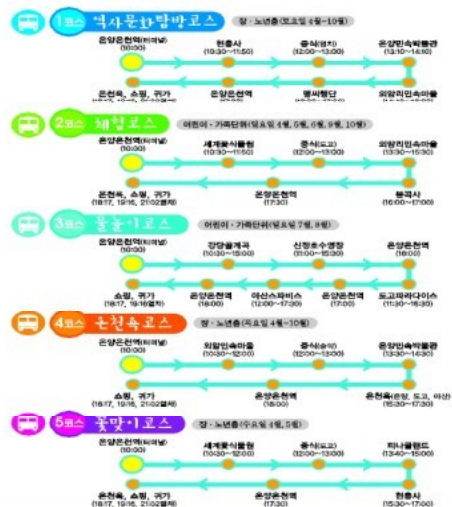 1코스 역사문화탐방코스 장·노년층(토요일 4월~10월)
온양온천역(터미널) 현충사 중식(염치) 온양민속박물관
(10:00) (10:30~11:50) (12:00~13:00) (13:10~14:10)
온천욕, 쇼핑, 귀가 온양온천역 맹씨행단 외암리민속마을
2코스 체험코스 어린이·가족단위(일요일 4월, 5월, 6월, 9월, 10월)
온양온천역(터미널) 세계꽃식물원 중식(도고) 외암리민속마을
(10:00) (10:30~11:50) (12:00~13:00) (13:30~15:30)
온천욕, 쇼핑, 귀가 온양온천역 봉곡사
(18:17, 19:16, 21:02열차) (17:30) (16:00~17:00)
3코스 물놀이코스 어린이·가족단위(일요일 7월, 8월)
온양온천역(터미널) 강당골계곡 신정호수영장 온양온천역
(10:00) (10:30~15:00) (11:00~15:30) (16:00)
쇼핑, 귀가 온양온천역 아산스파비스 온양온천역 도고파라다이스
(18:17, 19:16열차) (18:00) (12:00~17:30) (17:00) (11:30~16:30)
4코스 온천욕코스 장·노년층(목요일 4월~10월)
온양온천역(터미널) 외암민속마을 중식(송악) 온양민속박물관
(10:00) (10:30~12:00) (12:00~13:00) (13:30~14:30)
쇼핑, 귀가 온양온천역 온천욕(온양, 도고, 아산)
(18:17, 19:16, 21:02열차) (18:00) (15:30~17:30)
5코스 꽃맞이코스 장·노년층(수요일 4월, 5월)
온양온천역(터미널) 세계꽃식물원 중식(도고) 피나클랜드
(10:00) (10:30~12:00) (12:00~13:00) (13:40~15:00)
온천욕, 쇼핑, 귀가 온양온천역 현충사
(18:17, 19:16, 21:02열차) (17:30) (15:30~17:00)